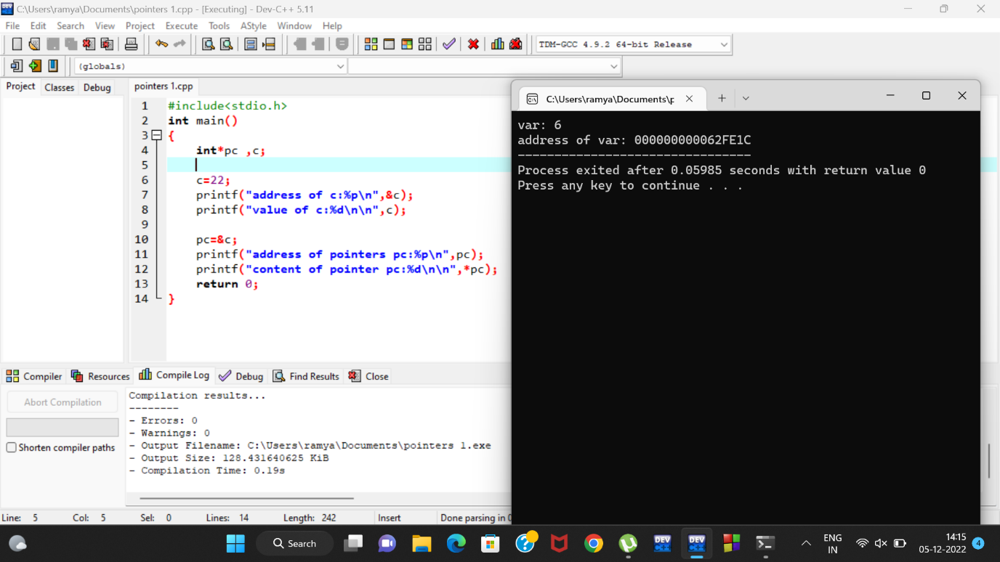 C:\Users\ramya\Documents\pointers 1.cpp - [Executing] - Dev-C++ 5.11
File Edit Search View Project Execute Tools AStyle Window Help
TDM-GCC 4.9.2 64-bit Release
(globals)
Project Classes Debug
pointers 1.cpp
1 #include<stdio.h>
2 int main()
3 {
4 int*pc ,c;
5
6 c=22;
7 printf("address of c:%p\n",&c);
8 printf("value of c:%d\n\n",c);
9
10 pc=&c;
11 printf("address of pointers pc:%p\n",pc);
12 printf("content of pointer pc:%d\n\n",*pc);
13 return 0;
14 }
C:\Users\ramya\Documents\p
var: 6
address of var: 000000000062FE1C
--------------------------------
Process exited after 0.05985 seconds with return value 0
Press any key to continue . . .
Compiler Resources Compile Log Debug Find Results Close
Abort Compilation
Shorten compiler paths
Compilation results...
--------
- Errors: 0
- Warnings: 0
- Output Filename: C:\Users\ramya\Documents\pointers 1.exe
- Output Size: 128.431640625 KiB
- Compilation Time: 0.19s
Line: 5 Col: 5 Sel: 0 Lines: 14 Length: 242 Insert Done parsing in
Search
DEV C++
DEV C++
ENG
IN
14:15
05-12-2022
4